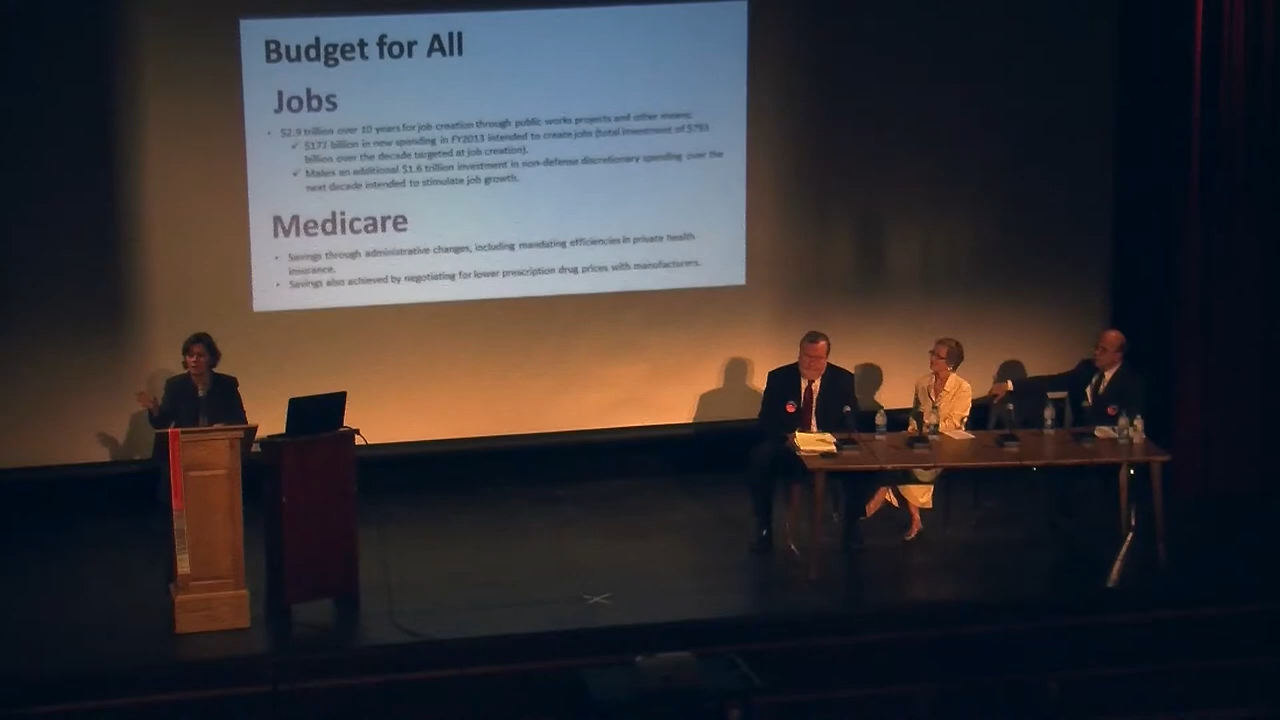 Budget for All
Jobs
• $2.9 trillion over 10 years for job creation through public works projects and other means:
✓ $177 billion in new spending in FY2013 intended to create jobs (total investment of
billion over the decade targeted at job creation).
✓ Makes an additional $1.6 trillion investment in non-defense discretionary spending over the
next decade intended to stimulate job growth.
Medicare
• Savings through administrative changes, including mandating efficiencies in private health
insurance.
• Savings also achieved by negotiating for lower prescription drug prices with manufacturers.